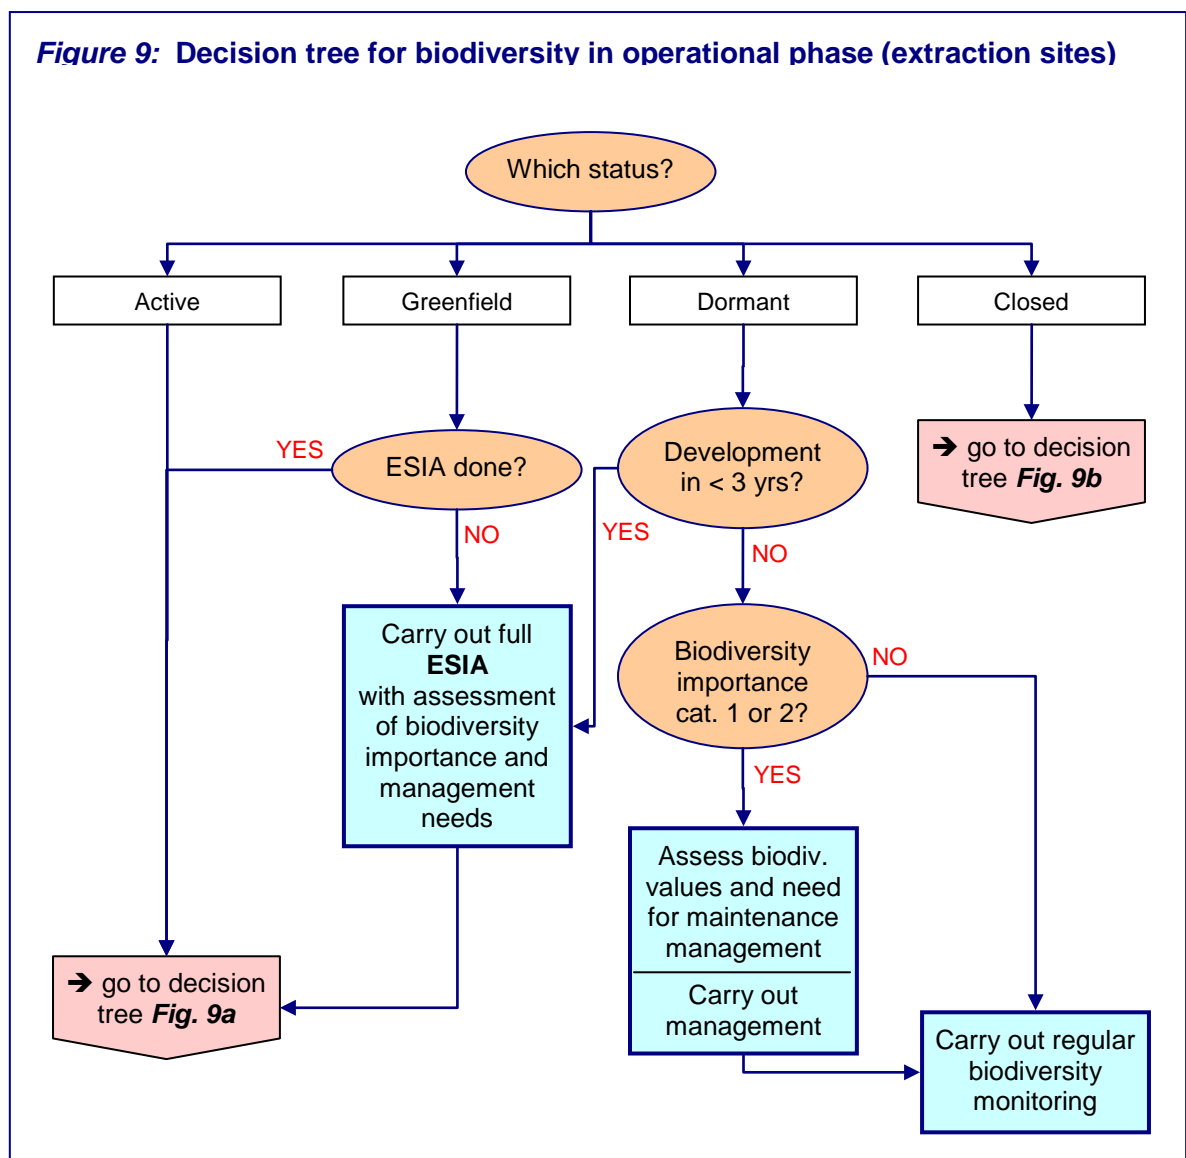 Figure 9: Decision tree for biodiversity in operational phase (extraction sites)
Which status?
Active
Greenfield
Dormant
Closed
YES
ESIA done?
NO
Development
in < 3 yrs?
YES
NO
➔ go to decision
tree Fig. 9b
Carry out full
ESIA
with assessment
of biodiversity
importance and
management
needs
Biodiversity
importance
cat. 1 or 2?
NO
YES
Assess biodiv.
values and need
for maintenance
management
Carry out
management
➔ go to decision
tree Fig. 9a
Carry out regular
biodiversity
monitoring